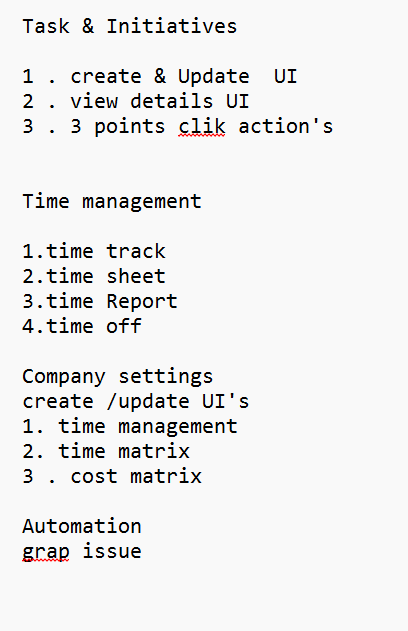 Task & Initiatives
1 . create & Update  UI
2 . view details UI
3 . 3 points clik action's
Time management
1.time track
2.time sheet
3.time Report
4.time off
Company settings
create /update UI's
1. time management
2. time matrix
3 . cost matrix
Automation
grap issue